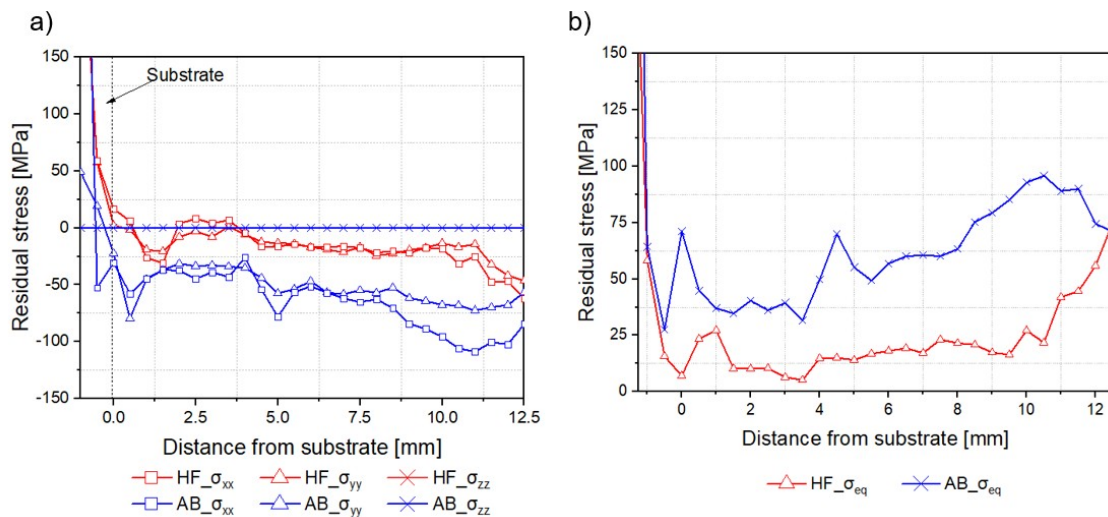 a)
150
100
50
0
-50
-100
-150
Residual stress [MPa]
Substrate
0.0 2.5 5.0 7.5 10.0 12.5
Distance from substrate [mm]
HF_σxx HF_σyy HF_σzz
AB_σxx AB_σyy AB_σzz
b)
150
125
100
75
50
25
0
Residual stress [MPa]
0 2 4 6 8 10 12
Distance from substrate [mm]
HF_σeq AB_σeq